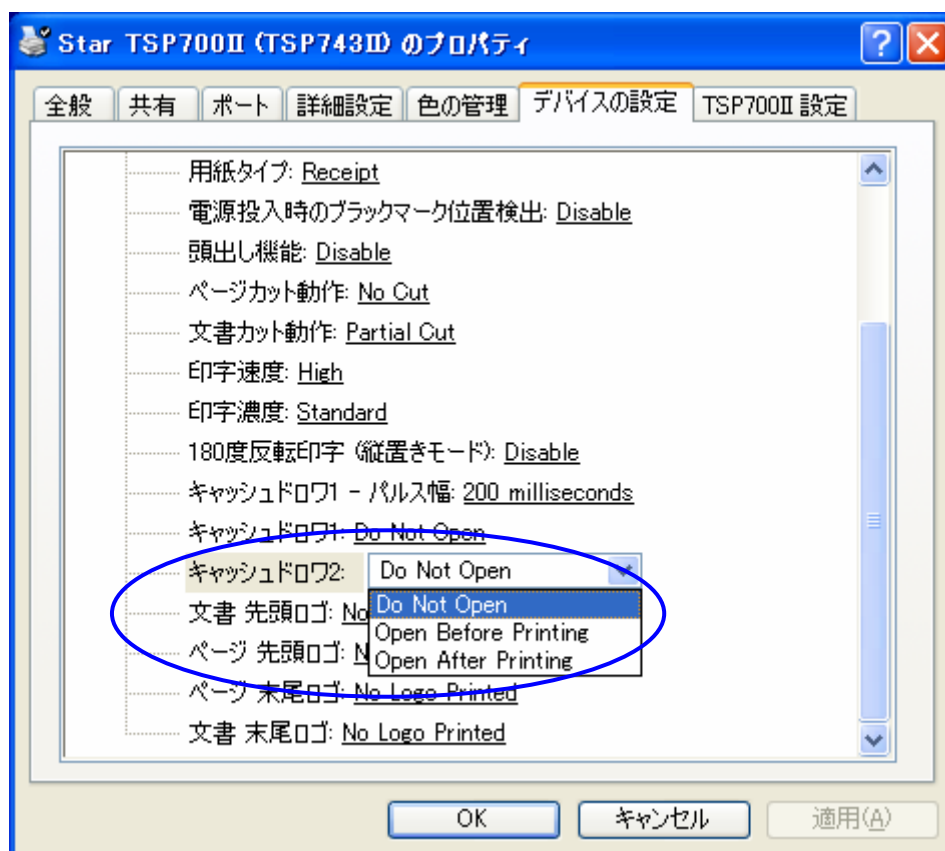 Star TSP700II (TSP743II) のプロパティ
全般 共有 ポート 詳細設定 色の管理 デバイスの設定 TSP700II 設定
用紙タイプ: Receipt
電源投入時のブラックマーク位置検出: Disable
頭出し機能: Disable
ページカット動作: No Cut
文書カット動作: Partial Cut
印字速度: High
印字濃度: Standard
180度反転印字 (縦置きモード): Disable
キャッシュドロワ1 - パルス幅: 200 milliseconds
キャッシュドロワ1: Do Not Open
キャッシュドロワ2: Do Not Open
文書 先頭ロゴ: No
Do Not Open
Open Before Printing
ページ 先頭ロゴ: N
Open After Printing
ページ 末尾ロゴ: No Logo Printed
文書 末尾ロゴ: No Logo Printed
OK キャンセル 適用(A)